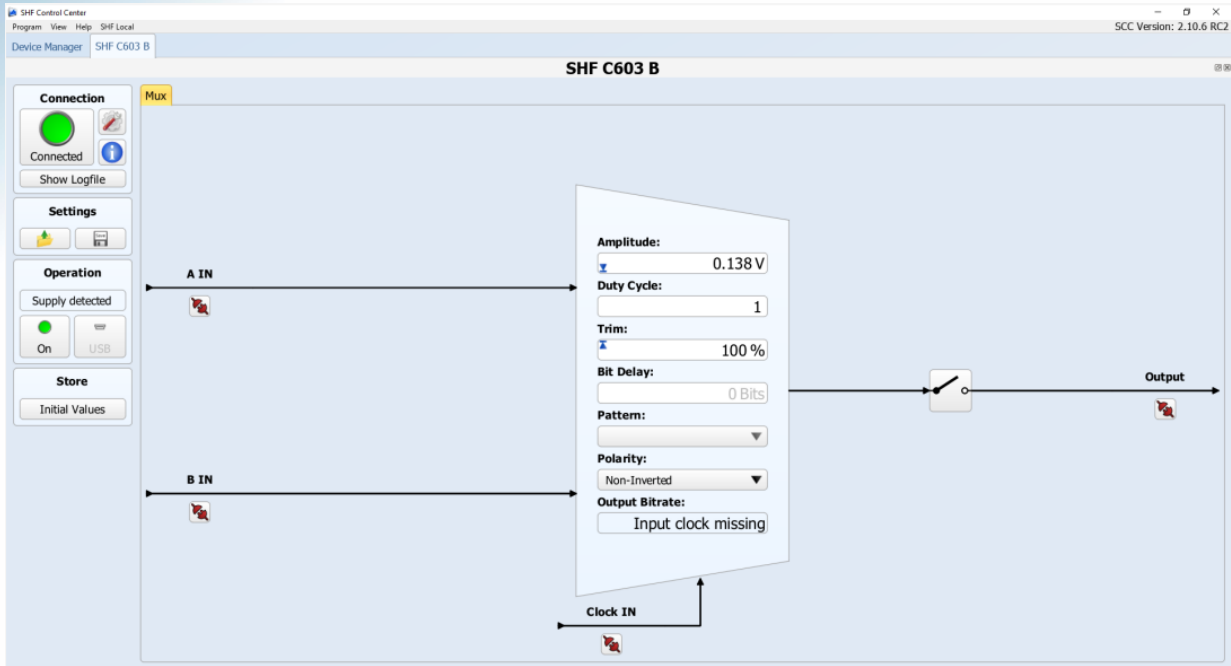 SHF Control Center
Program View Help SHF Local
SCC Version: 2.10.6 RC2
Device Manager SHF C603 B
SHF C603 B
Connection
Connected
Show Logfile
Settings
Operation
Supply detected
On USB
Store
Initial Values
Mux
A IN
B IN
Amplitude:
0.138 V
Duty Cycle:
1
Trim:
100 %
Bit Delay:
0 Bits
Pattern:
Polarity:
Non-Inverted
Output Bitrate:
Input clock missing
Clock IN
Output